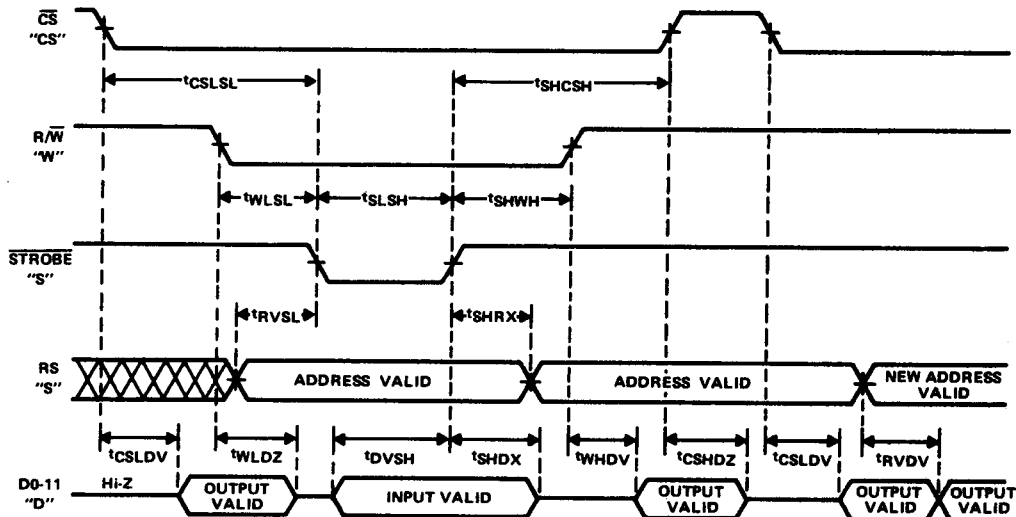 CS
"CS"
tCSLSL
tSHCSH
R/W
"W"
tWLSL
tSLSH
tSHWH
STROBE
"S"
tRVSL
tSHRX
RS
"S"
ADDRESS VALID
ADDRESS VALID
NEW ADDRESS
VALID
tCSLDV
tWLDZ
tDVSH
tSHDX
tWHDV
tCSHDZ
tCSLDV
tRVDV
D0-11
"D"
Hi-Z
OUTPUT
VALID
INPUT VALID
OUTPUT
VALID
OUTPUT
VALID
OUTPUT
VALID